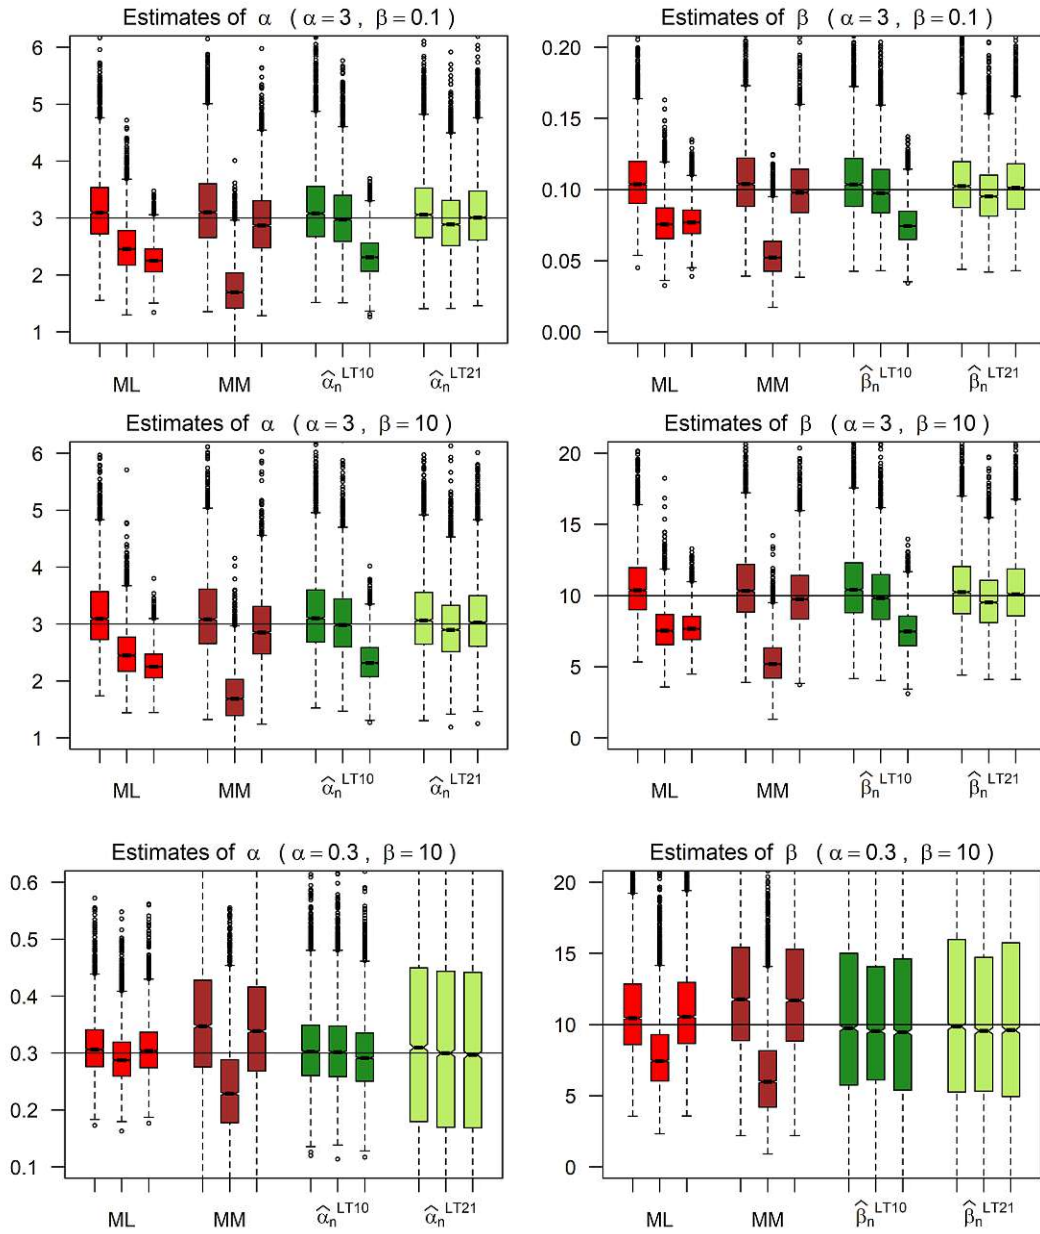 Estimates of α ( α = 3 , β = 0.1 )
6
5
4
3
2
1
ML MM α̂ₙ^LT10 α̂ₙ^LT21
Estimates of β ( α = 3 , β = 0.1 )
0.20
0.15
0.10
0.05
0.00
ML MM β̂ₙ^LT10 β̂ₙ^LT21
Estimates of α ( α = 3 , β = 10 )
6
5
4
3
2
1
ML MM α̂ₙ^LT10 α̂ₙ^LT21
Estimates of β ( α = 3 , β = 10 )
20
15
10
5
0
ML MM β̂ₙ^LT10 β̂ₙ^LT21
Estimates of α ( α = 0.3 , β = 10 )
0.6
0.5
0.4
0.3
0.2
0.1
ML MM α̂ₙ^LT10 α̂ₙ^LT21
Estimates of β ( α = 0.3 , β = 10 )
20
15
10
5
0
ML MM β̂ₙ^LT10 β̂ₙ^LT21